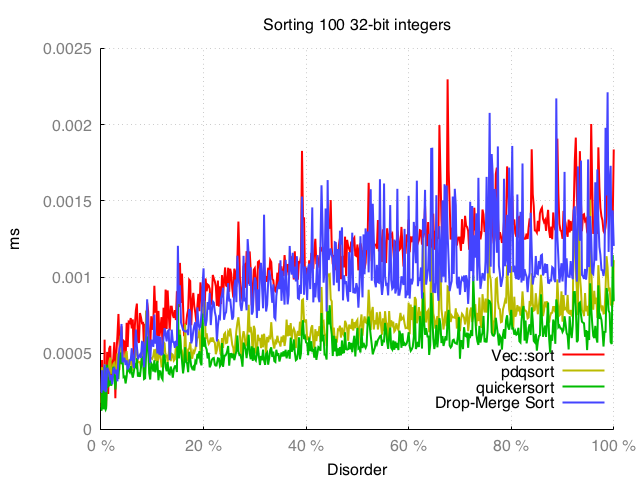 Sorting 100 32-bit integers
0.0025
0.002
0.0015
0.001
0.0005
0
ms
0 %
20 %
40 %
60 %
80 %
100 %
Disorder
Vec::sort
pdqsort
quickersort
Drop-Merge Sort